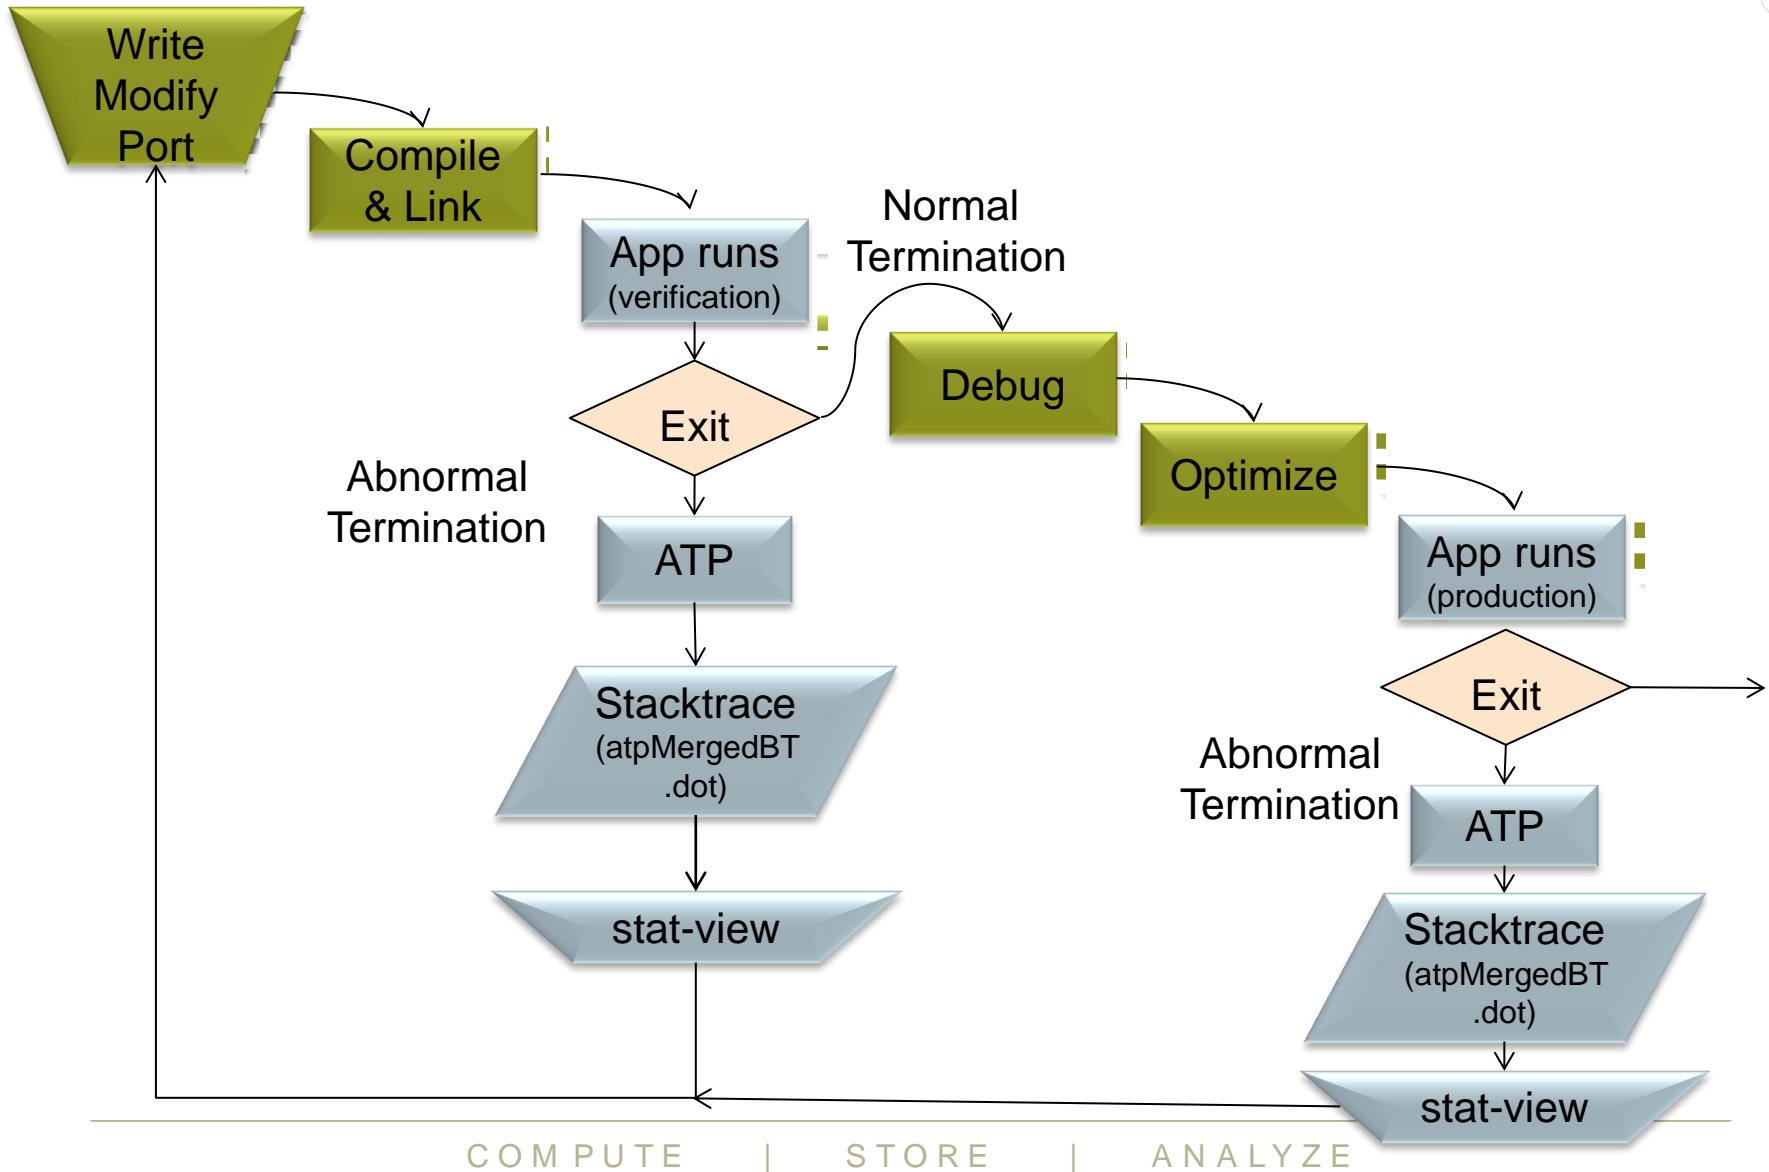 Write
Modify
Port
Compile
& Link
App runs
(verification)
Normal
Termination
Exit
Debug
Optimize
Abnormal
Termination
ATP
App runs
(production)
Stacktrace
(atpMergedBT
.dot)
Exit
Abnormal
Termination
ATP
stat-view
Stacktrace
(atpMergedBT
.dot)
stat-view
COMPUTE | STORE | ANALYZE